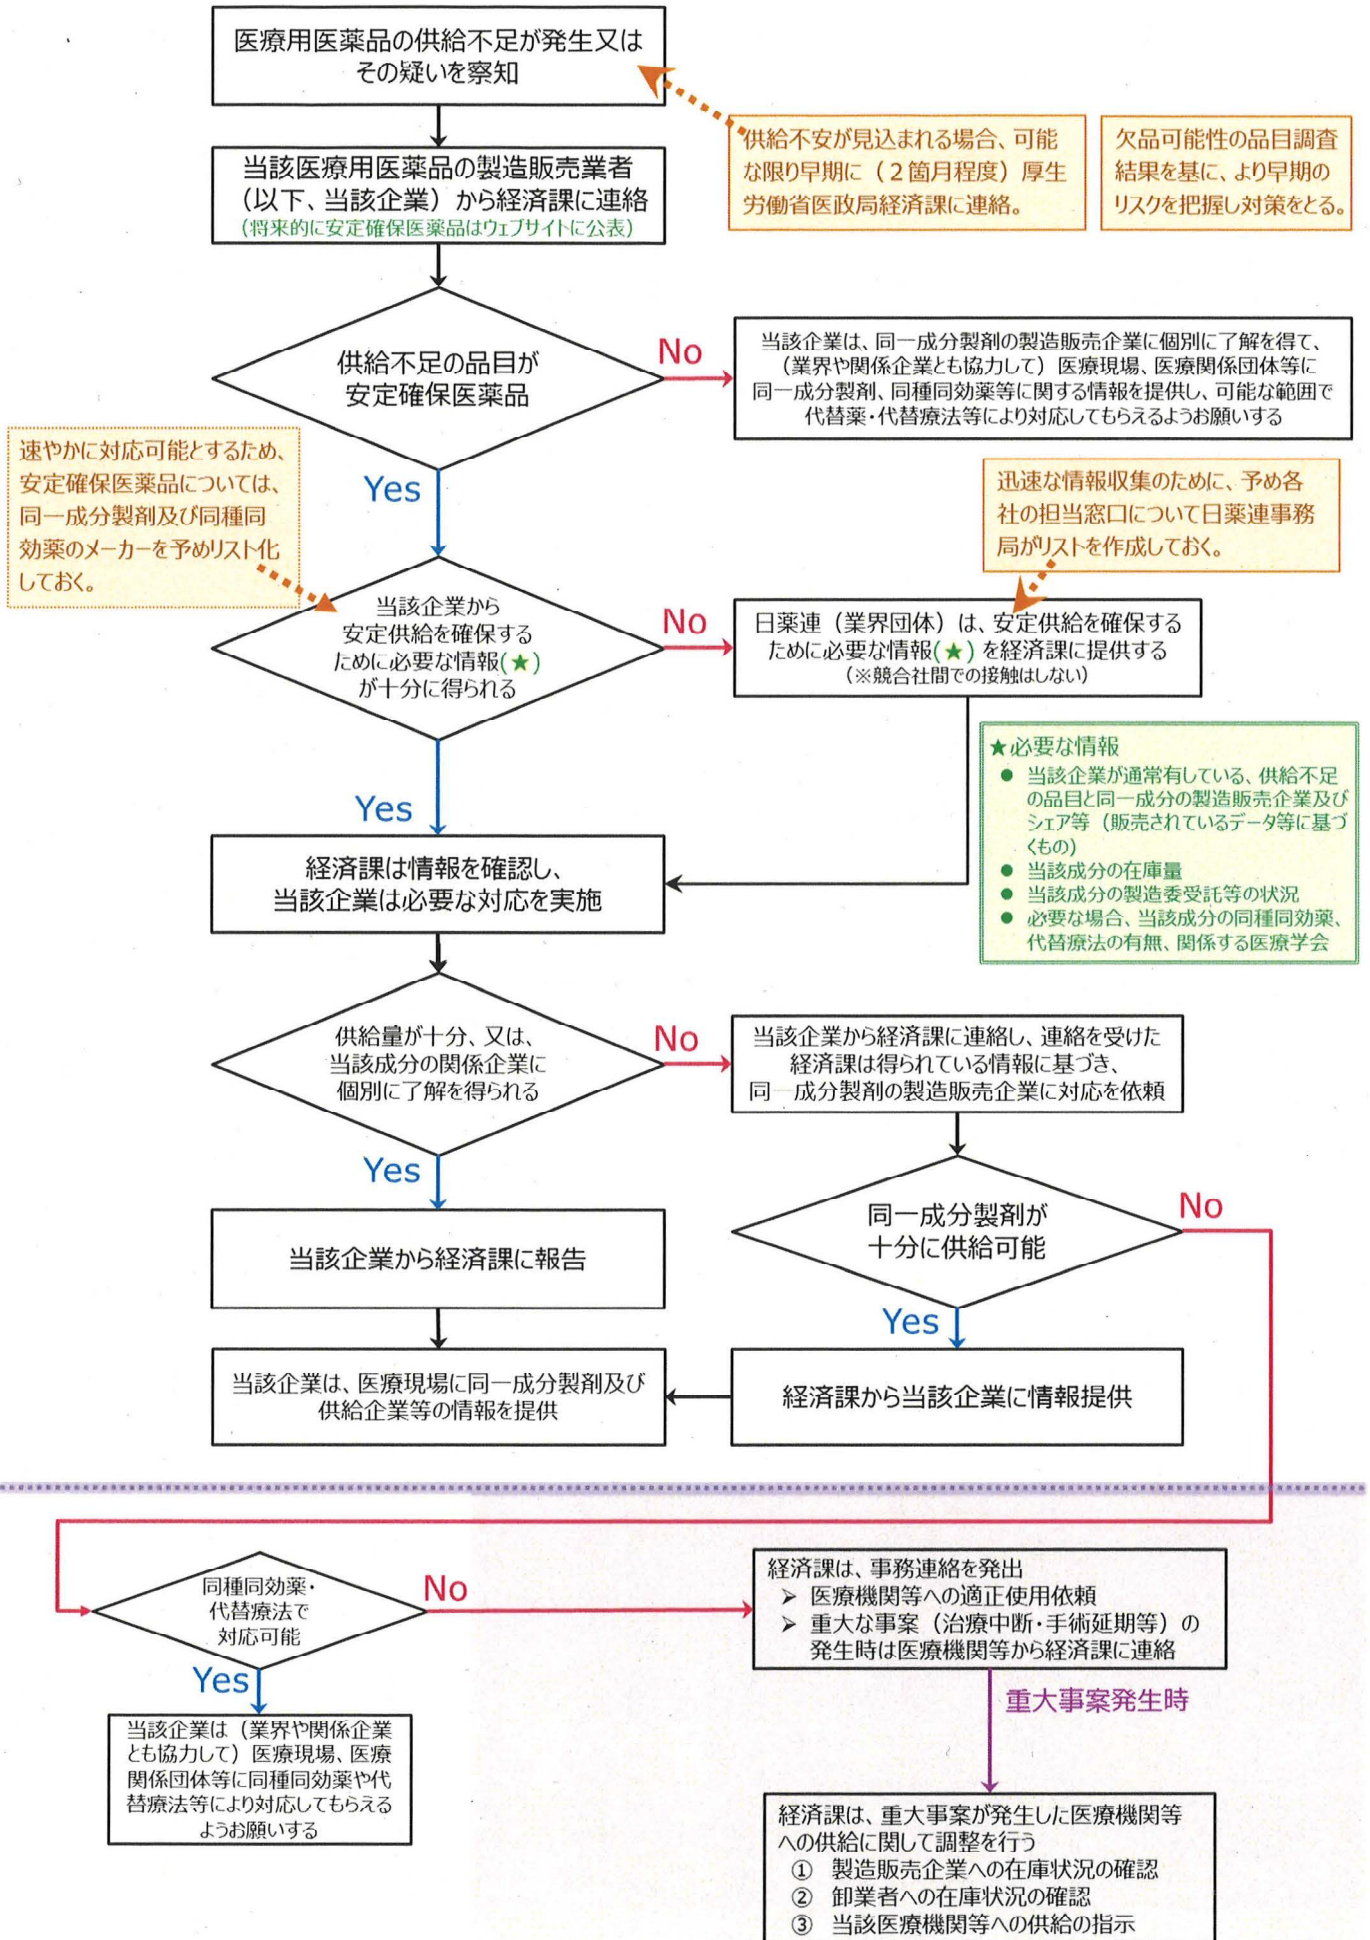 医療用医薬品の供給不足が発生又は
その疑いを察知
供給不安が見込まれる場合、可能
な限り早期に（２箇月程度）厚生
労働省医政局経済課に連絡。
欠品可能性の品目調査
結果を基に、より早期の
リスクを把握し対策をとる。
当該医療用医薬品の製造販売業者
（以下、当該企業）から経済課に連絡
（将来的に安定確保医薬品はウェブサイトに公表）
供給不足の品目が
安定確保医薬品
No
当該企業は、同一成分製剤の製造販売企業に個別に了解を得て、
（業界や関係企業とも協力して）医療現場、医療関係団体等に
同一成分製剤、同種同効薬等に関する情報を提供し、可能な範囲で
代替薬・代替療法等により対応してもらえるようお願いする
速やかに対応可能とするため、
安定確保医薬品については、
同一成分製剤及び同種同
効薬のメーカーを予めリスト化
しておく。
Yes
迅速な情報収集のために、予め各
社の担当窓口について日薬連事務
局がリストを作成しておく。
当該企業から
安定供給を確保する
ために必要な情報(★)
が十分に得られる
No
日薬連（業界団体）は、安定供給を確保する
ために必要な情報(★) を経済課に提供する
（※競合社間での接触はしない）
★必要な情報
● 当該企業が通常有している、供給不足
の品目と同一成分の製造販売企業及び
シェア等（販売されているデータ等に基づ
くもの）
● 当該成分の在庫量
● 当該成分の製造委受託等の状況
● 必要な場合、当該成分の同種同効薬、
代替療法の有無、関係する医療学会
Yes
経済課は情報を確認し、
当該企業は必要な対応を実施
供給量が十分、又は、
当該成分の関係企業に
個別に了解を得られる
No
当該企業から経済課に連絡し、連絡を受けた
経済課は得られている情報に基づき、
同一成分製剤の製造販売企業に対応を依頼
Yes
同一成分製剤が
十分に供給可能
No
当該企業から経済課に報告
Yes
当該企業は、医療現場に同一成分製剤及び
供給企業等の情報を提供
経済課から当該企業に情報提供
同種同効薬・
代替療法で
対応可能
No
経済課は、事務連絡を発出
➢ 医療機関等への適正使用依頼
➢ 重大な事案（治療中断・手術延期等）の
発生時は医療機関等から経済課に連絡
Yes
重大事案発生時
当該企業は（業界や関係企業
とも協力して）医療現場、医療
関係団体等に同種同効薬や代
替療法等により対応してもらえる
ようお願いする
経済課は、重大事案が発生した医療機関等
への供給に関して調整を行う
① 製造販売企業への在庫状況の確認
② 卸業者への在庫状況の確認
③ 当該医療機関等への供給の指示